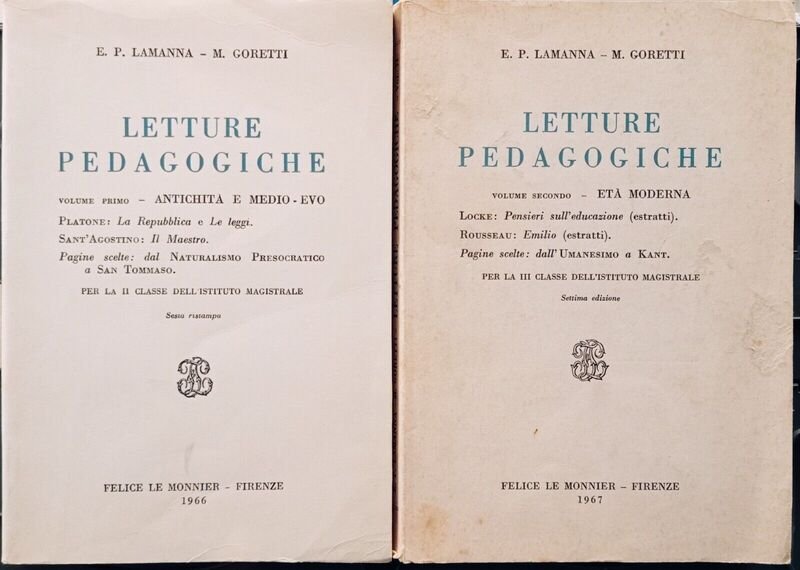 E. P. LAMANNA – M. GORETTI
LETTURE
PEDAGOGICHE
VOLUME PRIMO – ANTICHITÀ E MEDIO-EVO
PLATONE: La Repubblica e Le leggi.
SANT'AGOSTINO: Il Maestro.
Pagine scelte: dal NATURALISMO PRESOCRATICO
a SAN TOMMASO.
PER LA II CLASSE DELL'ISTITUTO MAGISTRALE
Sesta ristampa
FELICE LE MONNIER – FIRENZE
1966
E. P. LAMANNA – M. GORETTI
LETTURE
PEDAGOGICHE
VOLUME SECONDO – ETÀ MODERNA
LOCKE: Pensieri sull'educazione (estratti).
ROUSSEAU: Emilio (estratti).
Pagine scelte: dall'UMANESIMO A KANT.
PER LA III CLASSE DELL'ISTITUTO MAGISTRALE
Settima edizione
FELICE LE MONNIER – FIRENZE
1967